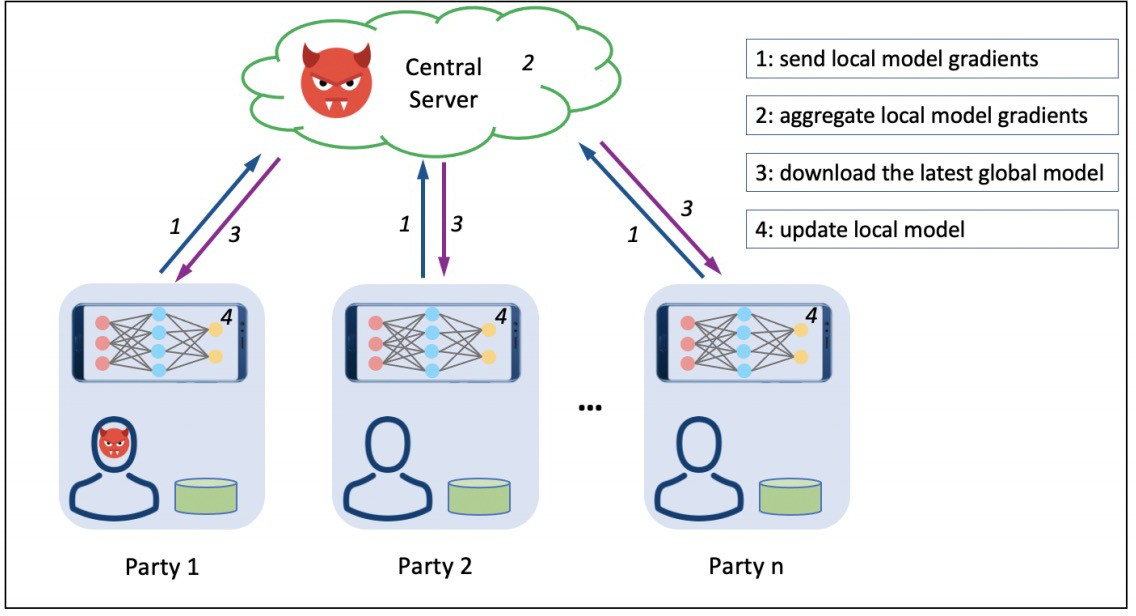 Central 2
Server
1: send local model gradients
2: aggregate local model gradients
3: download the latest global model
4: update local model
1 3
1 3
1 3
4
4
4
...
Party 1
Party 2
Party n